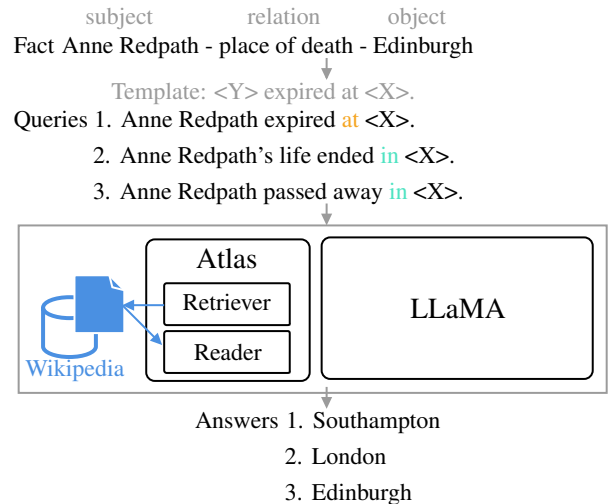 subject relation object
Fact Anne Redpath - place of death - Edinburgh
Template: <Y> expired at <X>.
Queries 1. Anne Redpath expired at <X>.
2. Anne Redpath's life ended in <X>.
3. Anne Redpath passed away in <X>.
Atlas
Retriever
Reader
Wikipedia
LLaMA
Answers 1. Southampton
2. London
3. Edinburgh